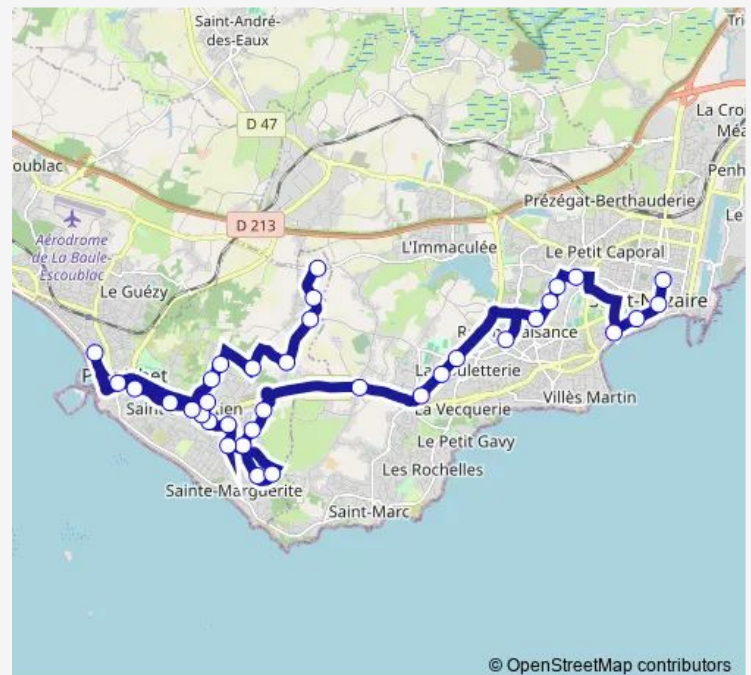 Saint-André-
des-Eaux
D 47
La Cro
Méa
oublac
Penh
Prézégat-Berthauderie
Le
D 213
L'Immaculée
Aérodrome
de La Baule-
Escoublac
Le Petit Caporal
Le Guézy
La Vecquerie
Villès Martin
Le Petit Gavy
Les Rochelles
Sainte-Marguerite
Saint-Marc
© OpenStreetMap contributors